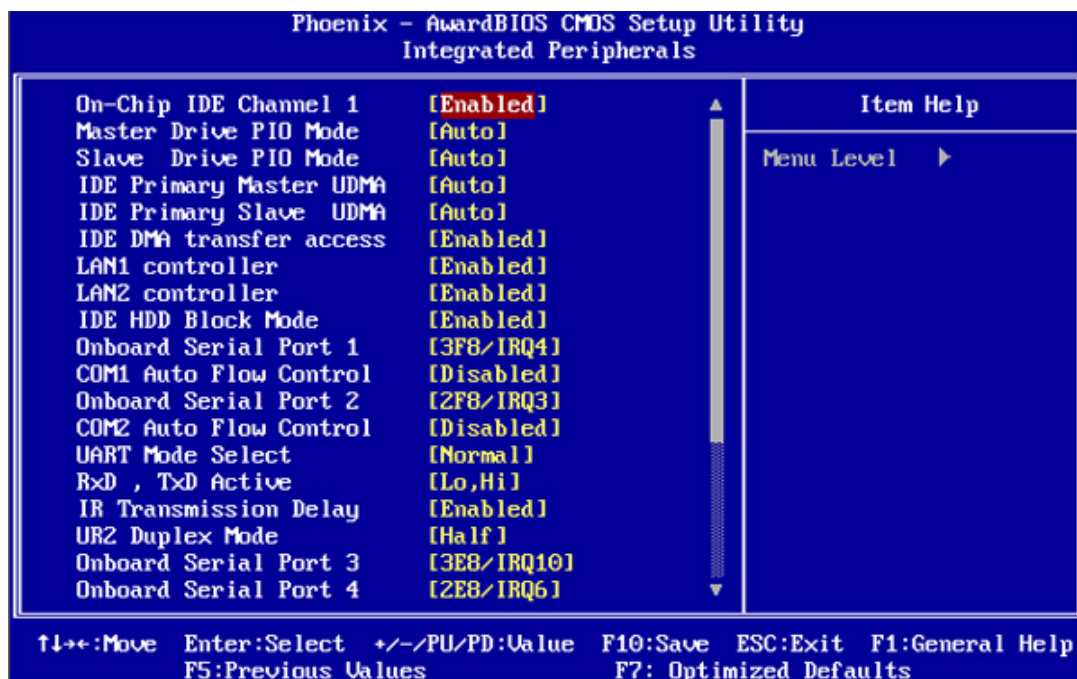 Phoenix - AwardBIOS CMOS Setup Utility
Integrated Peripherals
On-Chip IDE Channel 1 [Enabled]
Master Drive PIO Mode [Auto]
Slave Drive PIO Mode [Auto]
IDE Primary Master UDMA [Auto]
IDE Primary Slave UDMA [Auto]
IDE DMA transfer access [Enabled]
LAN1 controller [Enabled]
LAN2 controller [Enabled]
IDE HDD Block Mode [Enabled]
Onboard Serial Port 1 [3F8/IRQ4]
COM1 Auto Flow Control [Disabled]
Onboard Serial Port 2 [2F8/IRQ3]
COM2 Auto Flow Control [Disabled]
UART Mode Select [Normal]
RxD , TxD Active [Lo,Hi]
IR Transmission Delay [Enabled]
UR2 Duplex Mode [Half]
Onboard Serial Port 3 [3E8/IRQ10]
Onboard Serial Port 4 [2E8/IRQ6]
Item Help
Menu Level ▶
↑↓→←:Move Enter:Select +/-/PU/PD:Value F10:Save ESC:Exit F1:General Help
F5:Previous Values F7: Optimized Defaults